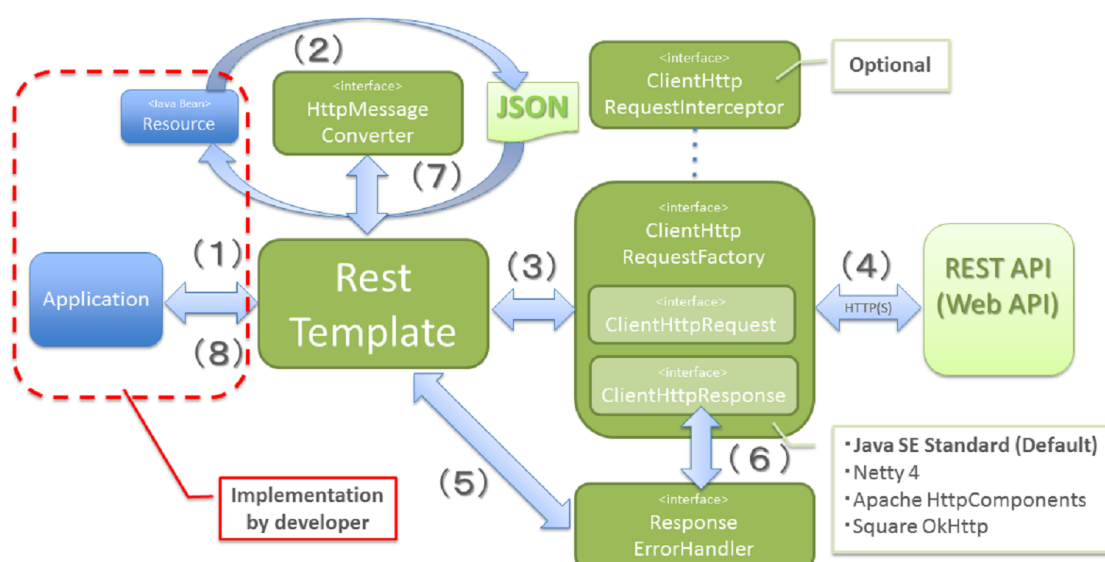 (2)
<Java Bean>
Resource
<interface>
HttpMessage
Converter
JSON
(7)
<interface>
ClientHttp
RequestInterceptor
Optional
(1)
Application
(8)
Rest
Template
(3)
<interface>
ClientHttp
RequestFactory
<interface>
ClientHttpRequest
<interface>
ClientHttpResponse
(4)
HTTP(S)
REST API
(Web API)
(5)
(6)
<interface>
Response
ErrorHandler
Implementation
by developer
・Java SE Standard (Default)
・Netty 4
・Apache HttpComponents
・Square OkHttp